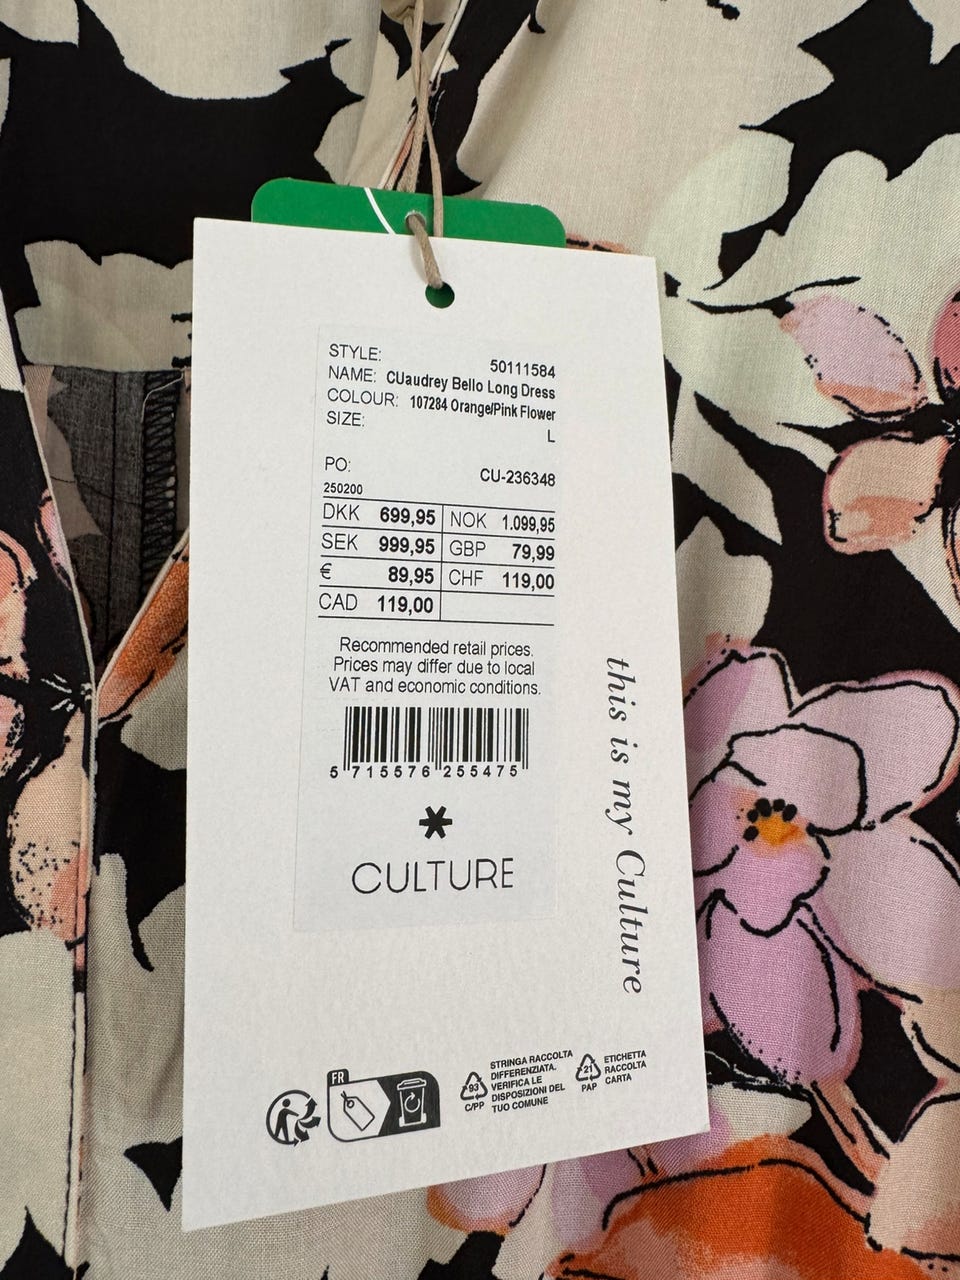 STYLE: 50111584
NAME: CUaudrey Bello Long Dress
COLOUR: 107284 Orange/Pink Flower
SIZE: L
PO: CU-236348
250200
DKK 699,95 NOK 1.099,95
SEK 999,95 GBP 79,99
€ 89,95 CHF 119,00
CAD 119,00
Recommended retail prices.
Prices may differ due to local
VAT and economic conditions.
5 715576 255475
CULTURE
this is my Culture
FR
93
C/PP
STRINGA RACCOLTA
DIFFERENZIATA.
VERIFICA LE
DISPOSIZIONI DEL
TUO COMUNE
21
PAP
ETICHETTA
RACCOLTA
CARTA